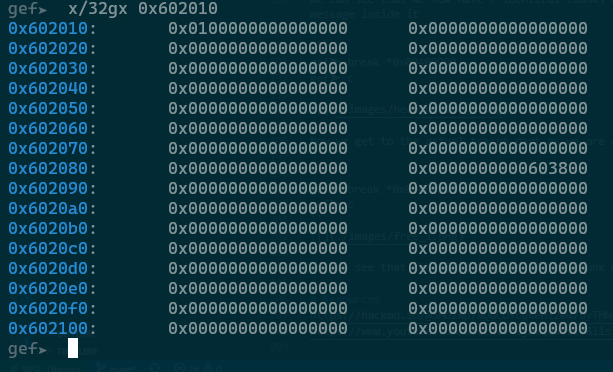 gef➤ x/32gx 0x602010
0x602010: 0x0100000000000000 0x0000000000000000
0x602020: 0x0000000000000000 0x0000000000000000
0x602030: 0x0000000000000000 0x0000000000000000
0x602040: 0x0000000000000000 0x0000000000000000
0x602050: 0x0000000000000000 0x0000000000000000
0x602060: 0x0000000000000000 0x0000000000000000
0x602070: 0x0000000000000000 0x0000000000000000
0x602080: 0x0000000000000000 0x0000000000603800
0x602090: 0x0000000000000000 0x0000000000000000
0x6020a0: 0x0000000000000000 0x0000000000000000
0x6020b0: 0x0000000000000000 0x0000000000000000
0x6020c0: 0x0000000000000000 0x0000000000000000
0x6020d0: 0x0000000000000000 0x0000000000000000
0x6020e0: 0x0000000000000000 0x0000000000000000
0x6020f0: 0x0000000000000000 0x0000000000000000
0x602100: 0x0000000000000000 0x0000000000000000
gef➤